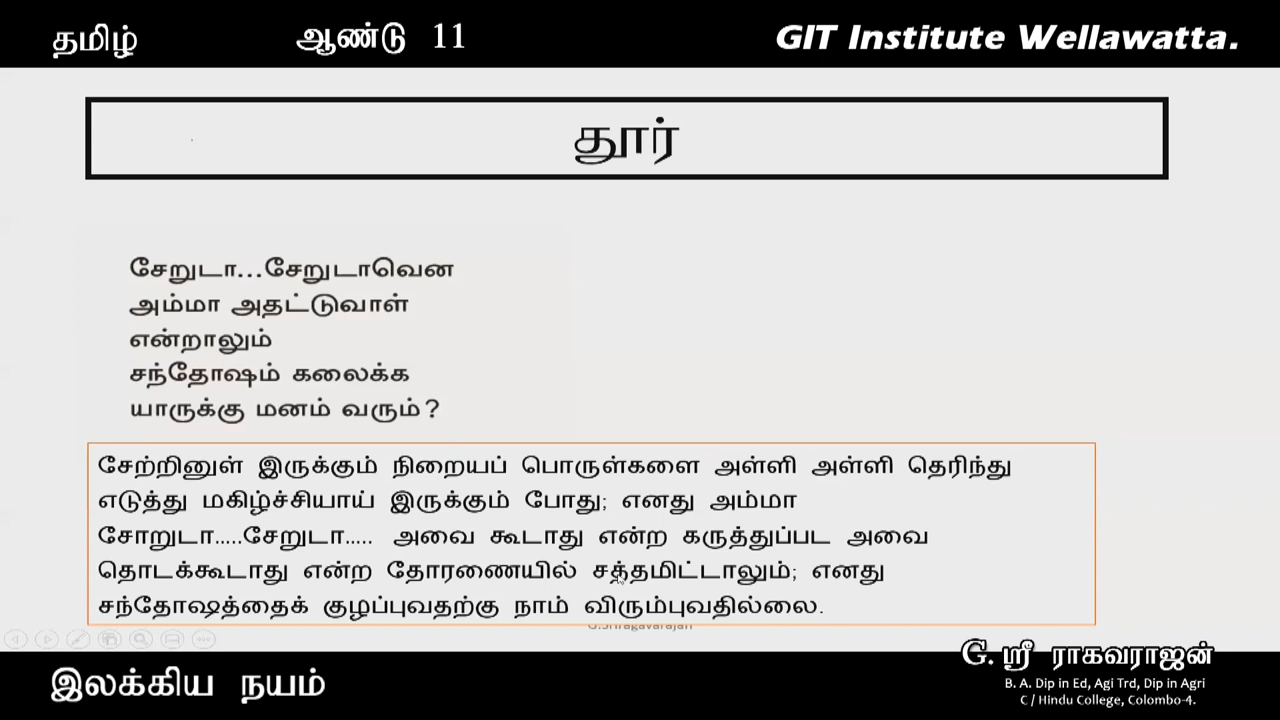 தமிழ் ஆண்டு 11 GIT Institute Wellawatta.
தூர்
சேறுடா...சேறுடாவென
அம்மா அதட்டுவாள்
என்றாலும்
சந்தோஷம் கலைக்க
யாருக்கு மனம் வரும்?
சேற்றினுள் இருக்கும் நிறையப் பொருள்களை அள்ளி அள்ளி தெரிந்து
எடுத்து மகிழ்ச்சியாய் இருக்கும் போது; எனது அம்மா
சோறுடா.....சேறுடா..... அவை கூடாது என்ற கருத்துப்பட அவை
தொடக்கூடாது என்ற தோரணையில் சத்தமிட்டாலும்; எனது
சந்தோஷத்தைக் குழப்புவதற்கு நாம் விரும்புவதில்லை.
G.Sriragavarajan
G. ஸ்ரீ ராகவராஜன்
B. A. Dip in Ed, Agi Trd, Dip in Agri
C / Hindu College, Colombo-4.
இலக்கிய நயம்